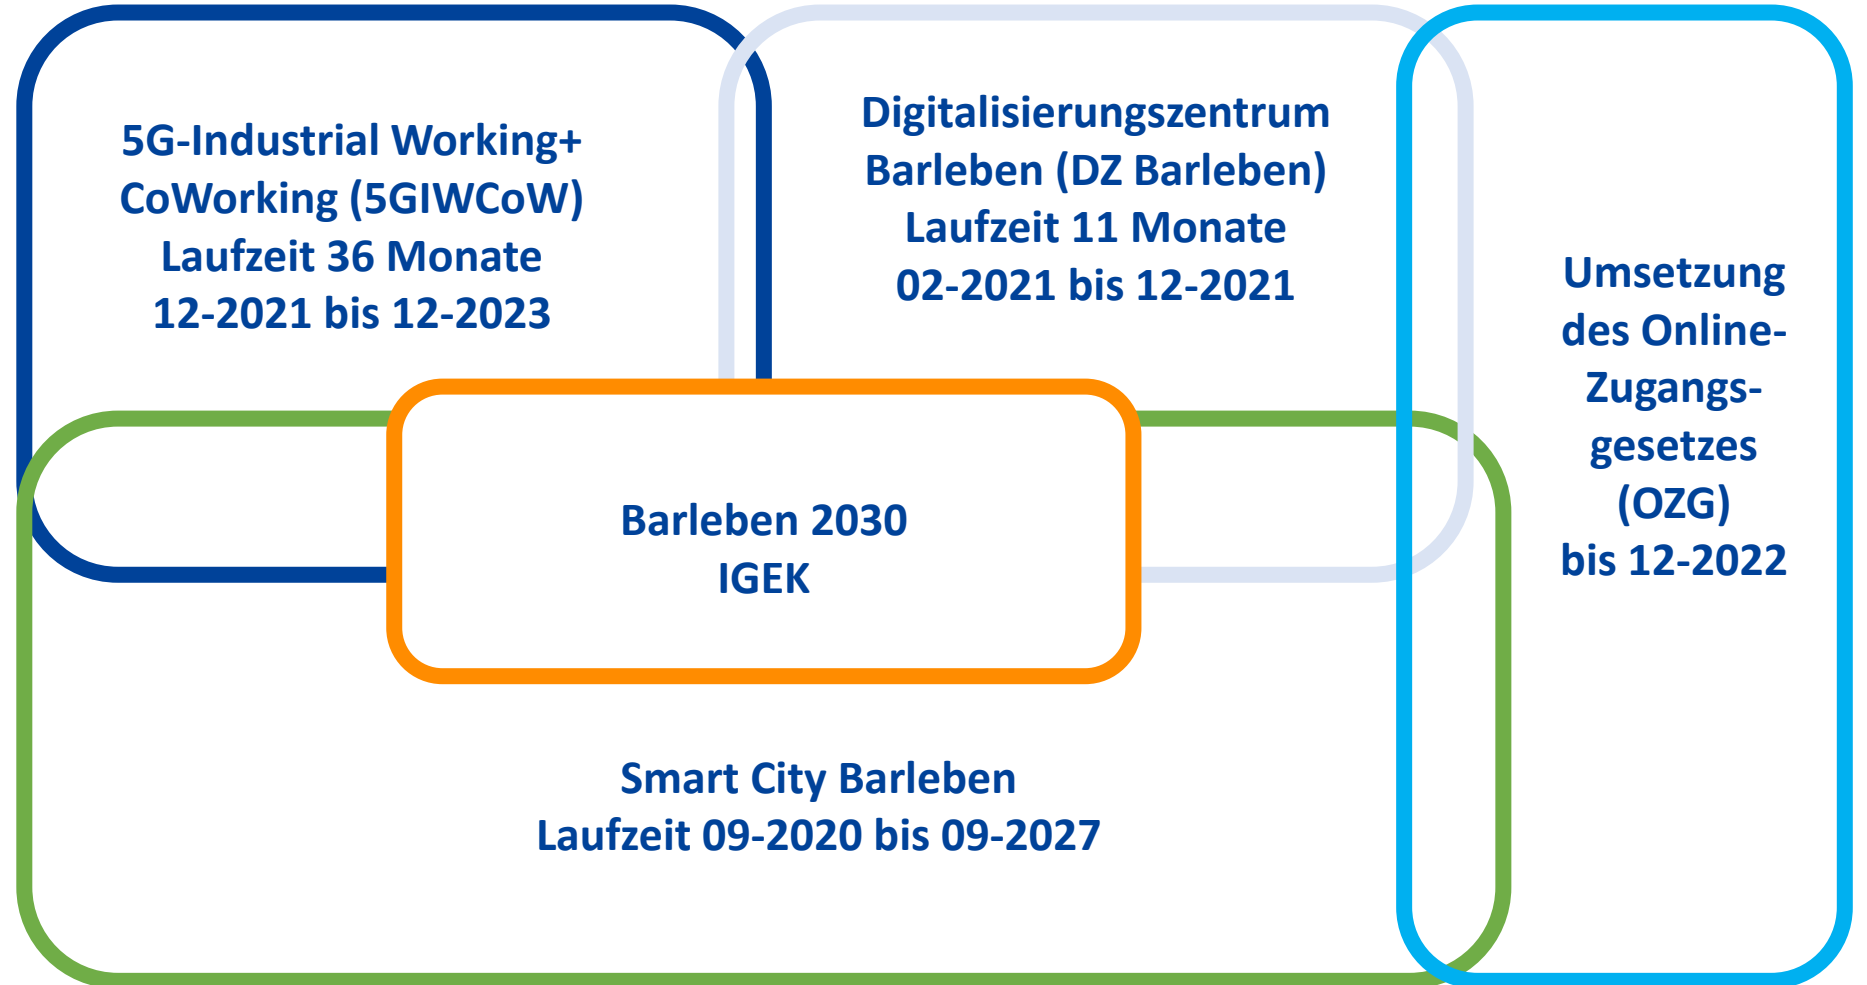 5G-Industrial Working+
CoWorking (5GIWCoW)
Laufzeit 36 Monate
12-2021 bis 12-2023
Digitalisierungszentrum
Barleben (DZ Barleben)
Laufzeit 11 Monate
02-2021 bis 12-2021
Umsetzung
des Online-
Zugangs-
gesetzes
(OZG)
bis 12-2022
Barleben 2030
IGEK
Smart City Barleben
Laufzeit 09-2020 bis 09-2027